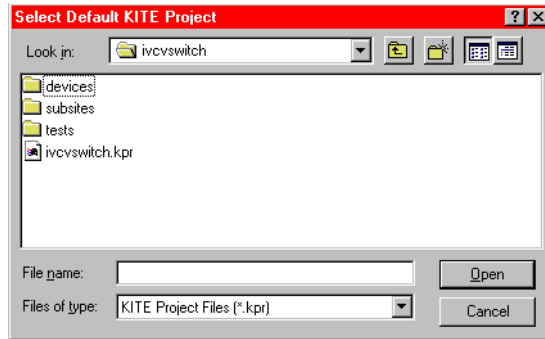 Select Default KITE Project
Look in: ivcvswitch
devices
subsites
tests
ivcvswitch.kpr
File name: Open
Files of type: KITE Project Files (*.kpr) Cancel